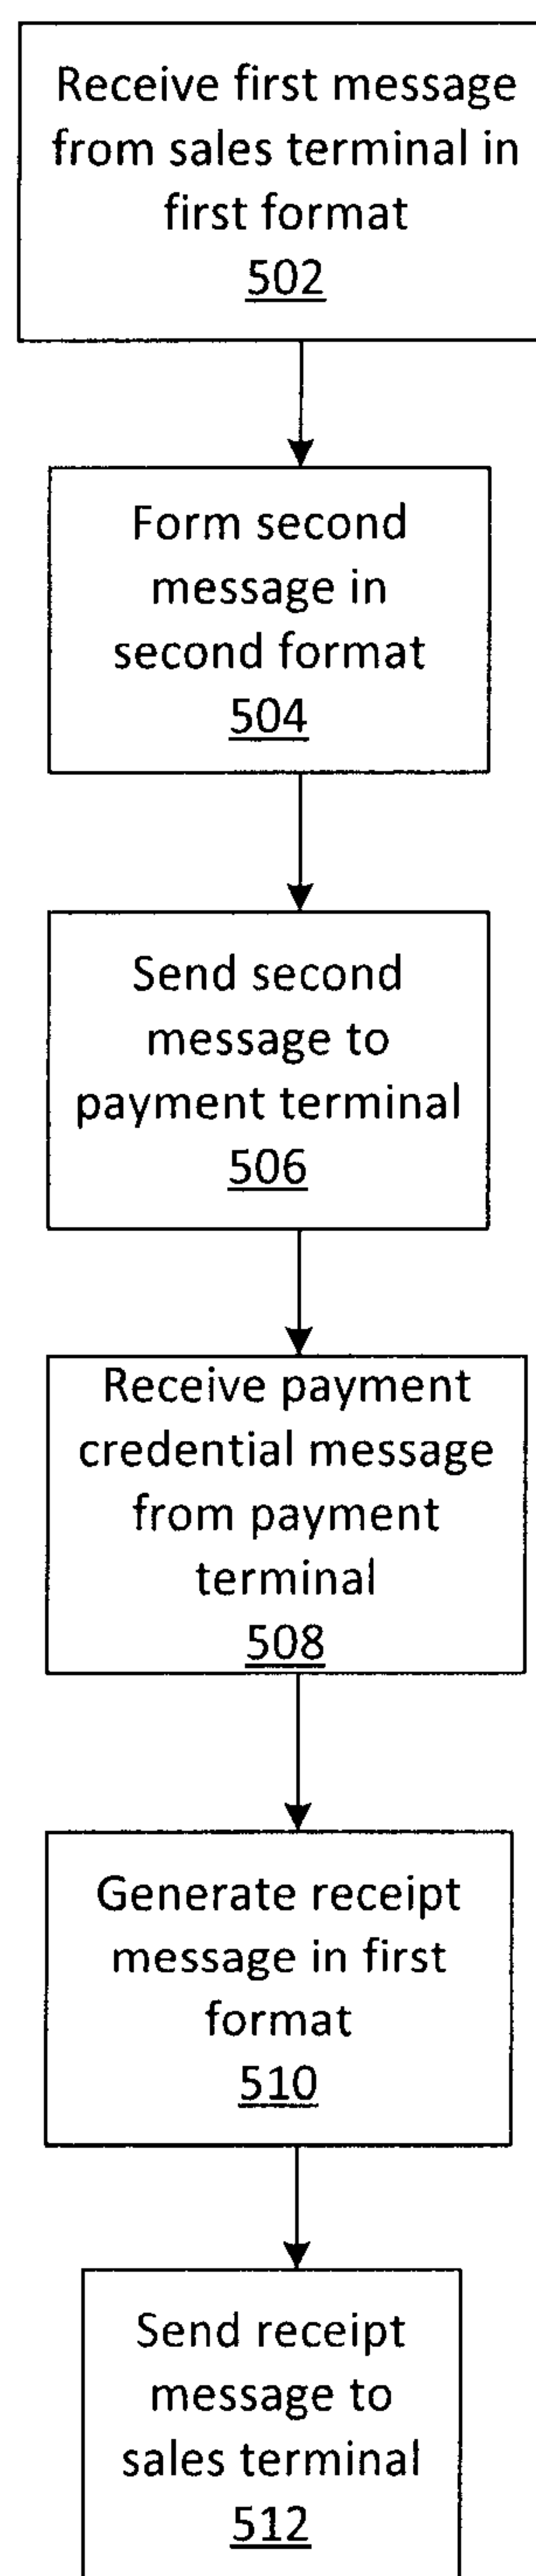 Receive first message
from sales terminal in
first format
502
Form second
message in
second format
504
Send second
message to
payment terminal
506
Receive payment
credential message
from payment
terminal
508
Generate receipt
message in first
format
510
Send receipt
message to
sales terminal
512